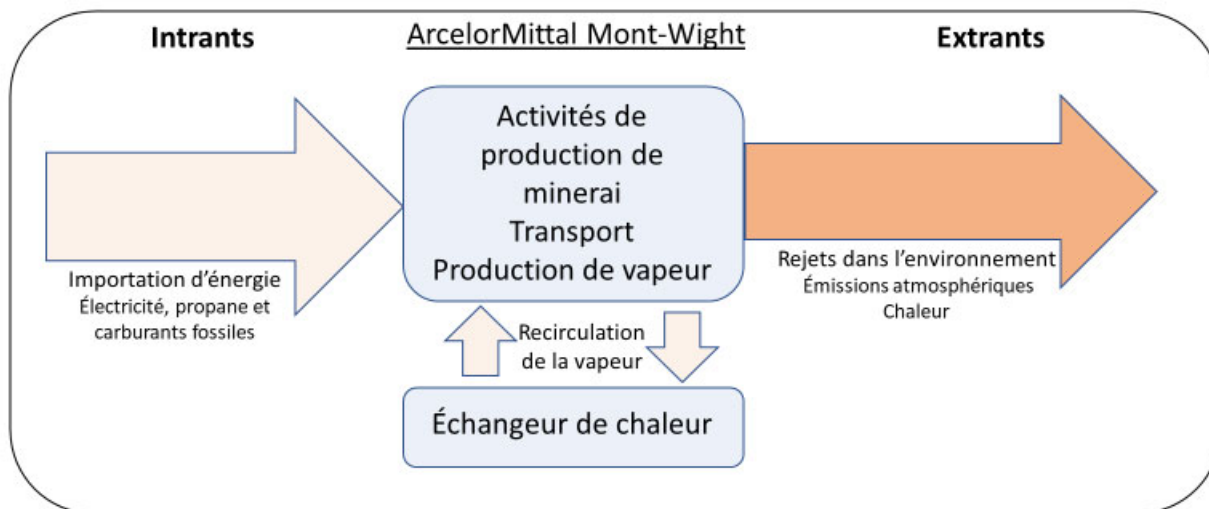 Intrants
ArcelorMittal Mont-Wight
Extrants
Activités de
production de
minerai
Transport
Production de vapeur
Importation d’énergie
Électricité, propane et
carburants fossiles
Rejets dans l’environnement
Émissions atmosphériques
Chaleur
Recirculation
de la vapeur
Échangeur de chaleur